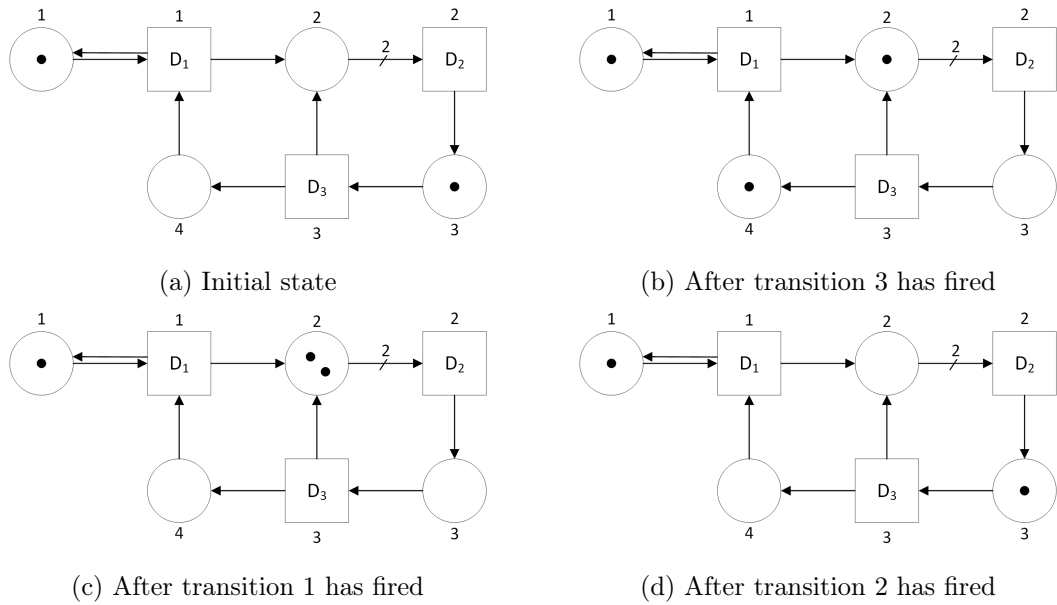 1 1 2 2
D₁ 2 D₂
D₃
4 3 3
(a) Initial state
1 1 2 2
D₁ 2 D₂
D₃
4 3 3
(b) After transition 3 has fired
1 1 2 2
D₁ 2 D₂
D₃
4 3 3
(c) After transition 1 has fired
1 1 2 2
D₁ 2 D₂
D₃
4 3 3
(d) After transition 2 has fired